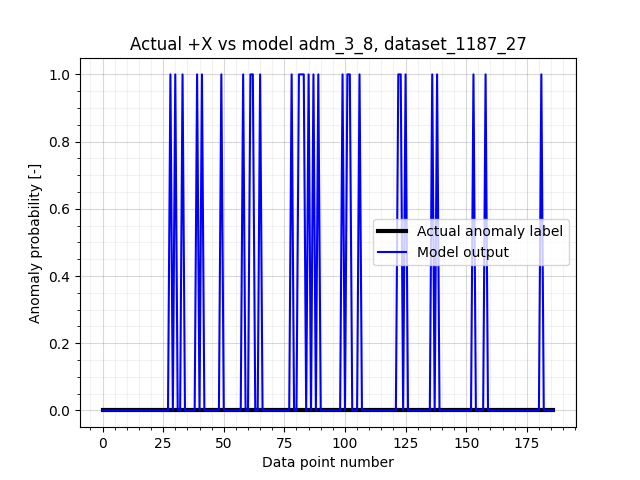 Actual +X vs model adm_3_8, dataset_1187_27
Anomaly probability [-]
1.0
0.8
0.6
0.4
0.2
0.0
Actual anomaly label
Model output
0 25 50 75 100 125 150 175
Data point number